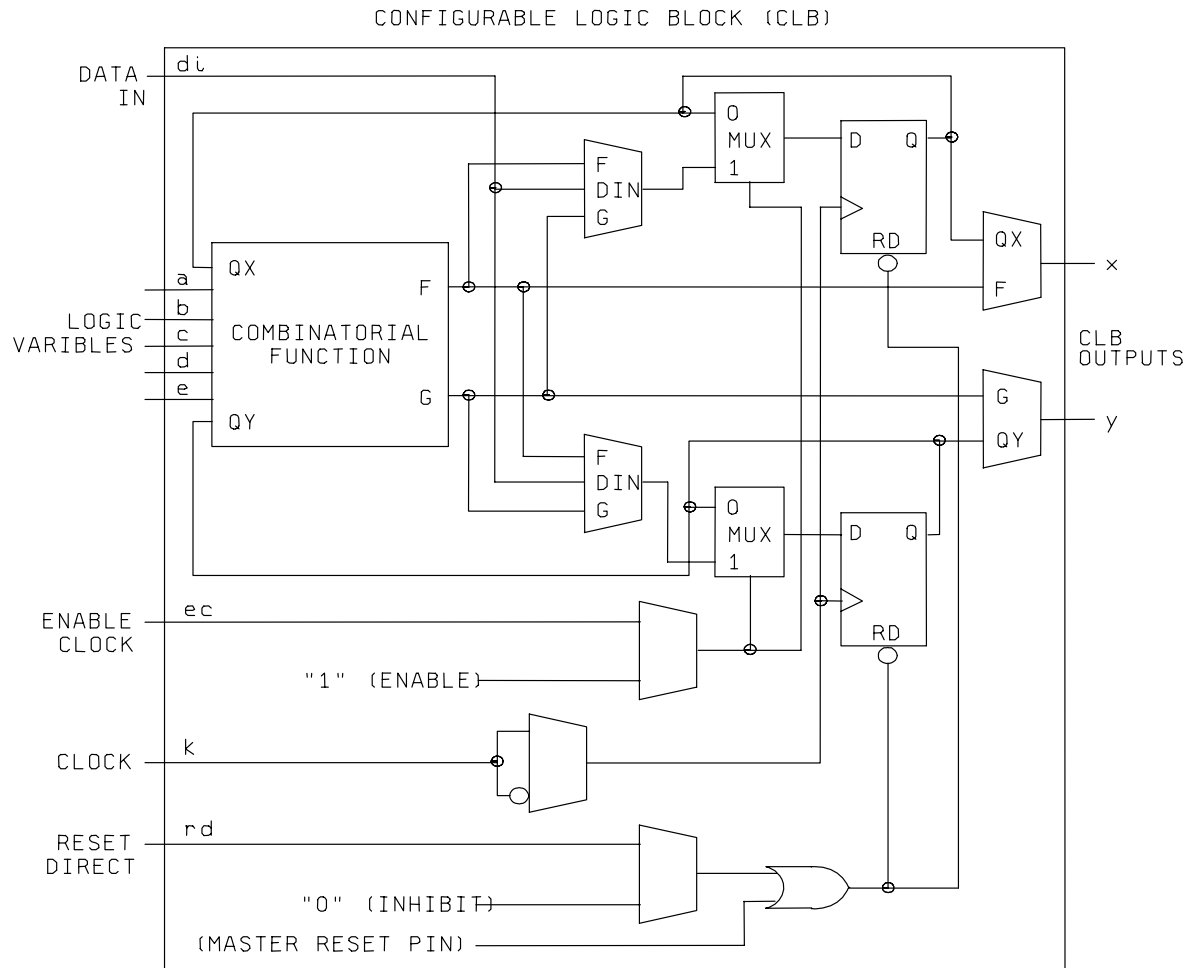 CONFIGURABLE LOGIC BLOCK (CLB)
di
DATA
IN
0
MUX
1
D Q
RD
F
DIN
G
QX
F
x
QX
a
b
LOGIC
VARIBLES
c
d
e
QY
COMBINATORIAL
FUNCTION
F
G
CLB
OUTPUTS
G
QY
y
F
DIN
G
0
MUX
1
D Q
RD
ec
ENABLE
CLOCK
"1" (ENABLE)
k
CLOCK
rd
RESET
DIRECT
"0" (INHIBIT)
(MASTER RESET PIN)